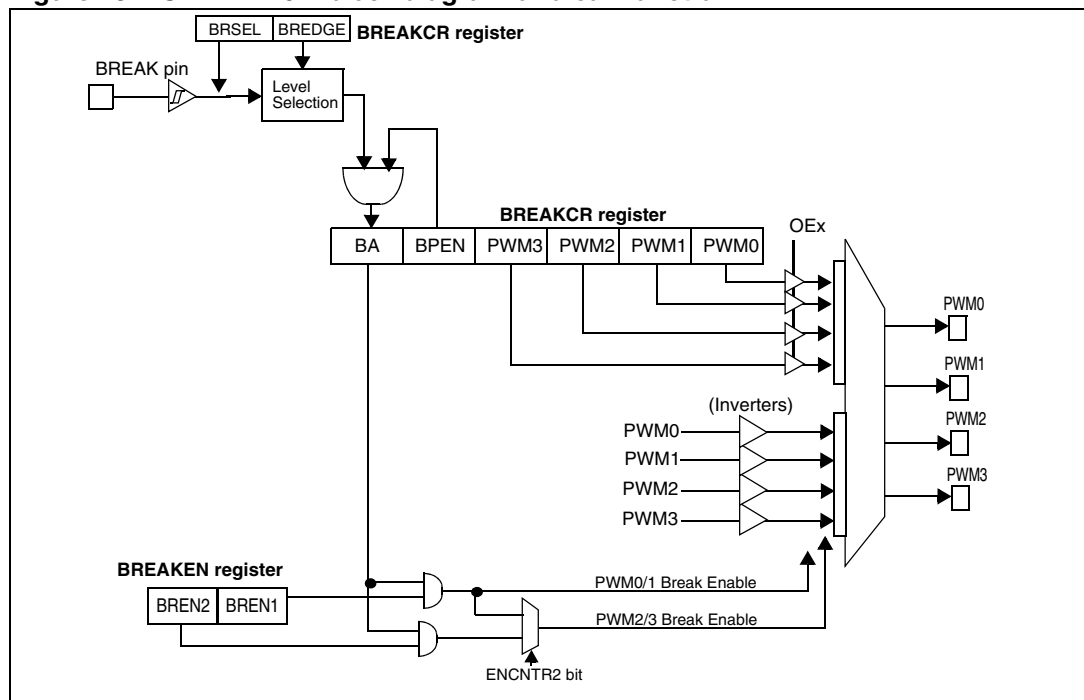 BRSEL BREDGE BREAKCR register
BREAK pin
Level
Selection
BREAKCR register
OEx
BA BPEN PWM3 PWM2 PWM1 PWM0
PWM0
PWM1
PWM2
PWM3
(Inverters)
PWM0
PWM1
PWM2
PWM3
BREAKEN register
BREN2 BREN1
PWM0/1 Break Enable
PWM2/3 Break Enable
ENCNTR2 bit